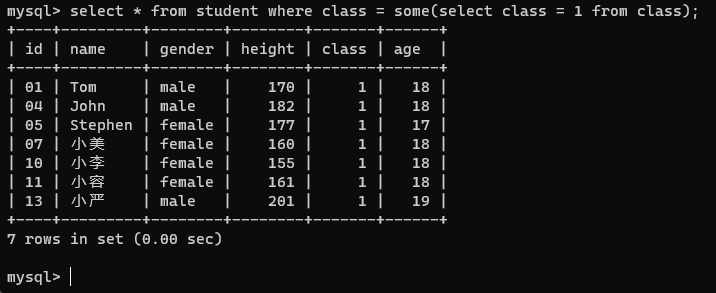 mysql> select * from student where class = some(select class = 1 from class);
+----+---------+--------+--------+-------+------+
| id | name    | gender | height | class | age  |
+----+---------+--------+--------+-------+------+
| 01 | Tom     | male   |    170 |     1 |   18 |
| 04 | John    | male   |    182 |     1 |   18 |
| 05 | Stephen | female |    177 |     1 |   17 |
| 07 | 小美    | female |    160 |     1 |   18 |
| 10 | 小李    | female |    155 |     1 |   18 |
| 11 | 小容    | female |    161 |     1 |   18 |
| 13 | 小严    | male   |    201 |     1 |   19 |
+----+---------+--------+--------+-------+------+
7 rows in set (0.00 sec)
mysql>